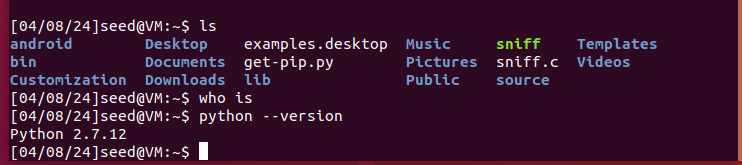 [04/08/24]seed@VM:~$ ls
android Desktop examples.desktop Music sniff Templates
bin Documents get-pip.py Pictures sniff.c Videos
Customization Downloads lib Public source
[04/08/24]seed@VM:~$ who is
[04/08/24]seed@VM:~$ python --version
Python 2.7.12
[04/08/24]seed@VM:~$